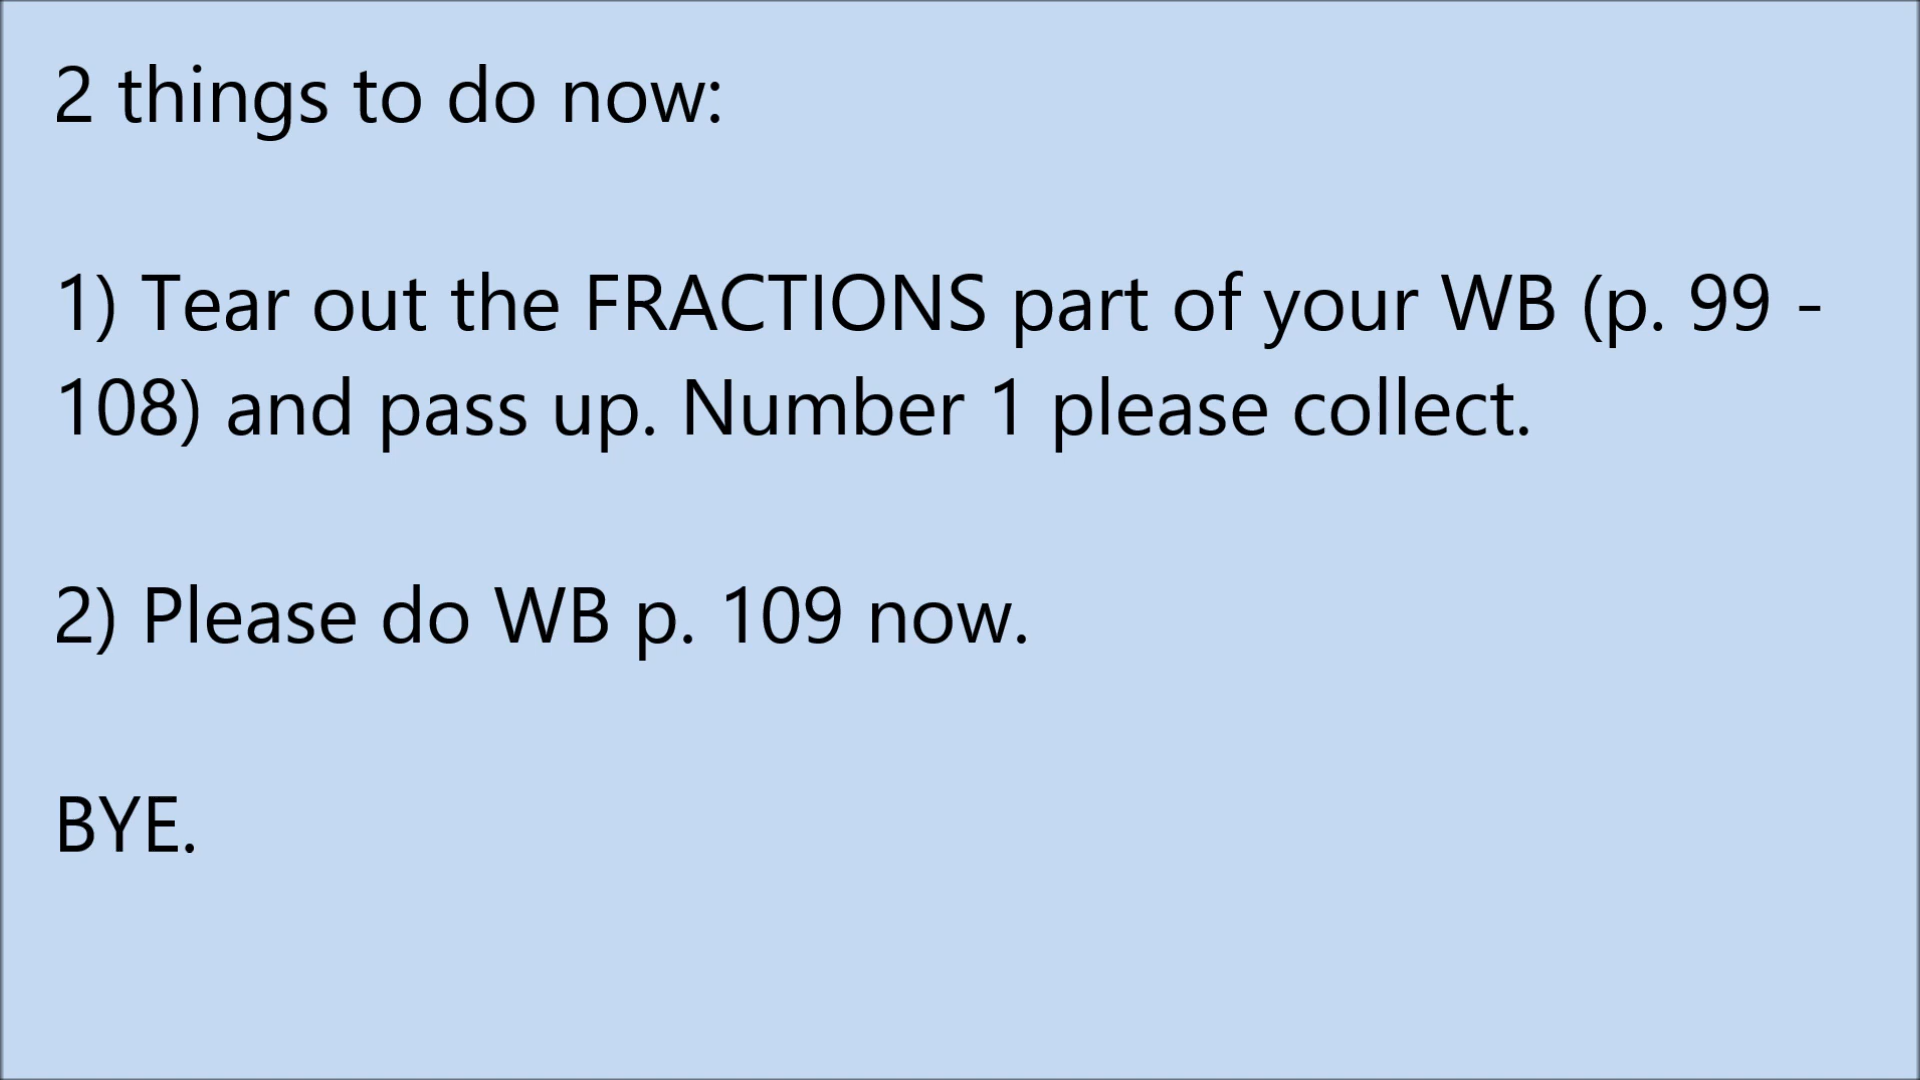 2 things to do now:
1) Tear out the FRACTIONS part of your WB (p. 99 -
108) and pass up. Number 1 please collect.
2) Please do WB p. 109 now.
BYE.